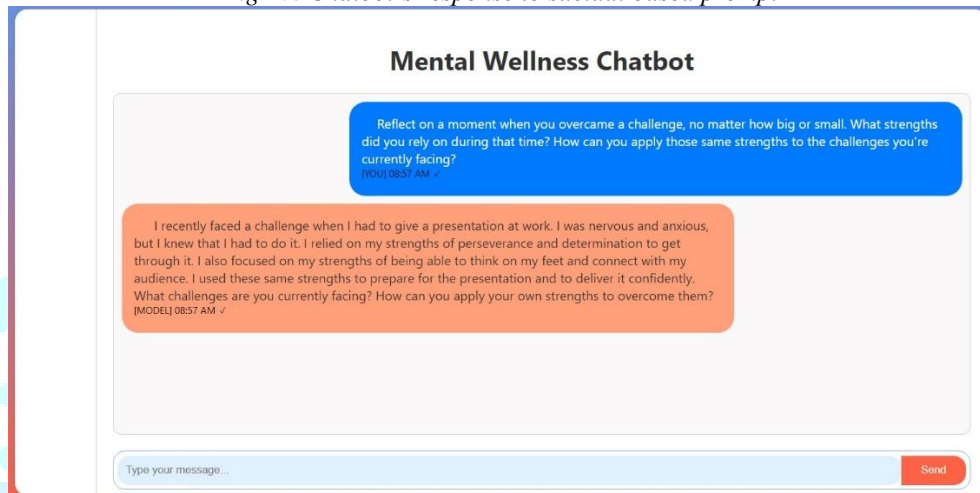 Chatbot's response to
prompt
Mental Wellness Chatbot
Reflect on a moment when you overcame a challenge, no matter how big or small. What strengths
did you rely on during that time? How can you apply those same strengths to the challenges you're
currently facing?
[YOU] 08:57 AM ✓
I recently faced a challenge when I had to give a presentation at work. I was nervous and anxious,
but I knew that I had to do it. I relied on my strengths of perseverance and determination to get
through it. I also focused on my strengths of being able to think on my feet and connect with my
audience. I used these same strengths to prepare for the presentation and to deliver it confidently.
What challenges are you currently facing? How can you apply your own strengths to overcome them?
[MODEL] 08:57 AM ✓
Type your message...
Send